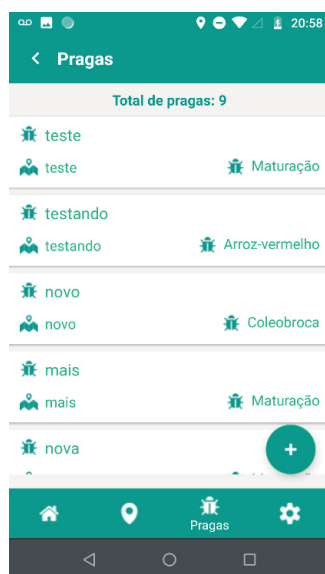 20:58
Pragas
Total de pragas: 9
teste
teste Maturação
testando
testando Arroz-vermelho
novo
novo Coleobroca
mais
mais Maturação
nova
Pragas